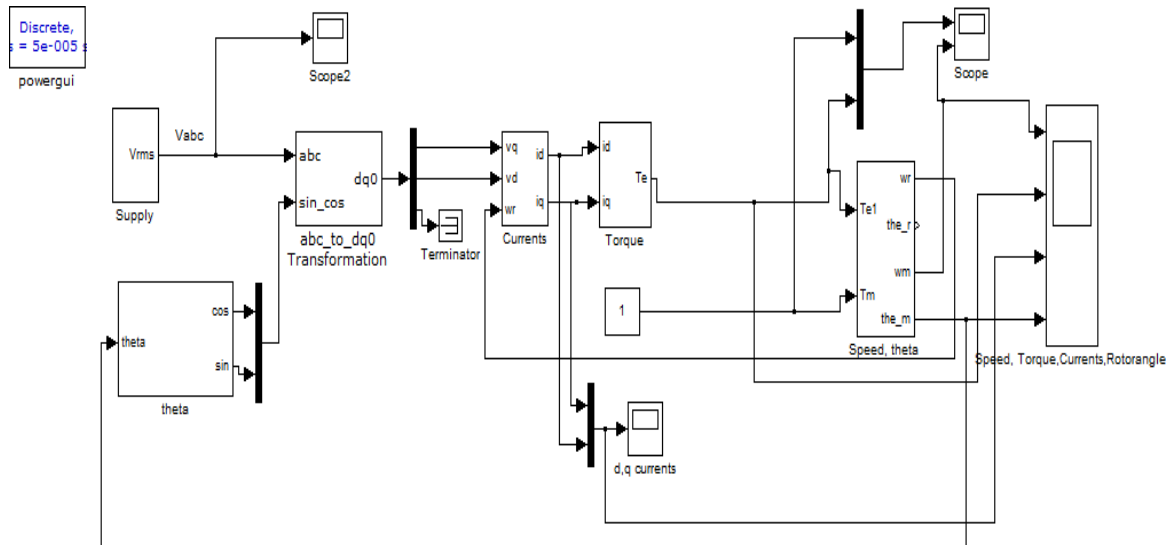 Discrete,
s = 5e-005 s
powergui
Scope2
Scope
Vabc
Vrms
Supply
abc
sin_cos
dq0
abc_to_dq0
Transformation
Terminator
vq
vd
wr
id
iq
Currents
id
iq
Te
Torque
1
Te1
Tm
wr
the_r
wm
the_m
Speed, theta
Speed, Torque,Currents,Rotorangle
theta
cos
sin
theta
d,q currents